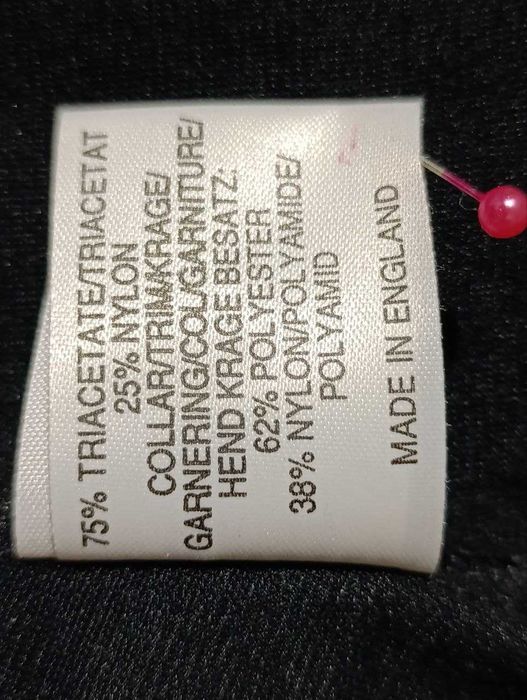 75% TRIACETATE/TRIACETAT
25% NYLON
COLLAR/TRIM/KRAGE/
GARNERING/COL/GARNITURE/
HEND KRAGE BESATZ:
62% POLYESTER
38% NYLON/POLYAMIDE/
POLYAMID
MADE IN ENGLAND